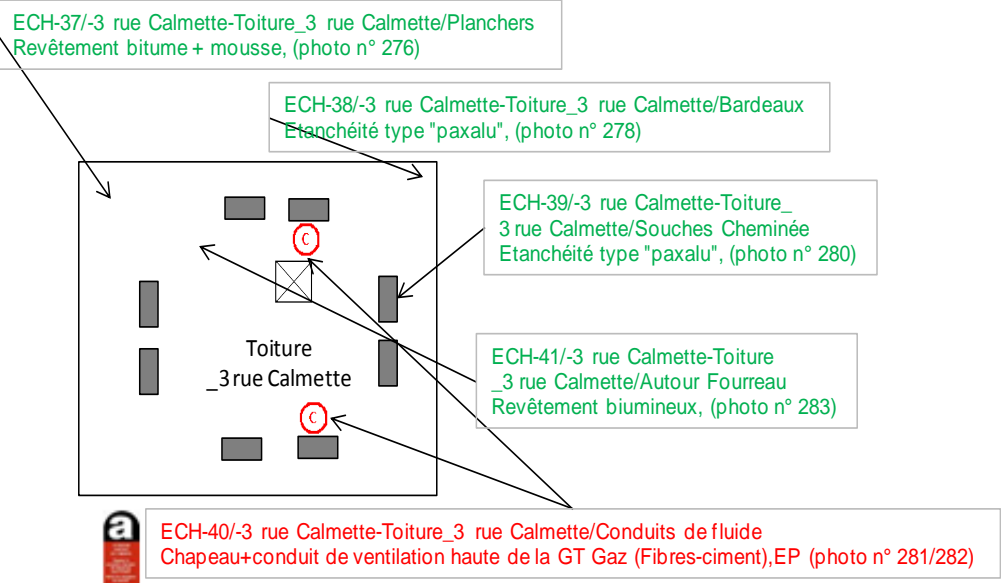 ECH-37/-3 rue Calmette-Toiture_3 rue Calmette/Planchers
Revêtement bitume + mousse, (photo n° 276)
ECH-38/-3 rue Calmette-Toiture_3 rue Calmette/Bardeaux
Etanchéité type "paxalu", (photo n° 278)
ECH-39/-3 rue Calmette-Toiture_
3 rue Calmette/Souches Cheminée
Etanchéité type "paxalu", (photo n° 280)
C
Toiture
_3 rue Calmette
ECH-41/-3 rue Calmette-Toiture
_3 rue Calmette/Autour Fourreau
Revêtement biumineux, (photo n° 283)
C
a
ECH-40/-3 rue Calmette-Toiture_3 rue Calmette/Conduits de fluide
Chapeau+conduit de ventilation haute de la GT Gaz (Fibres-ciment),EP (photo n° 281/282)